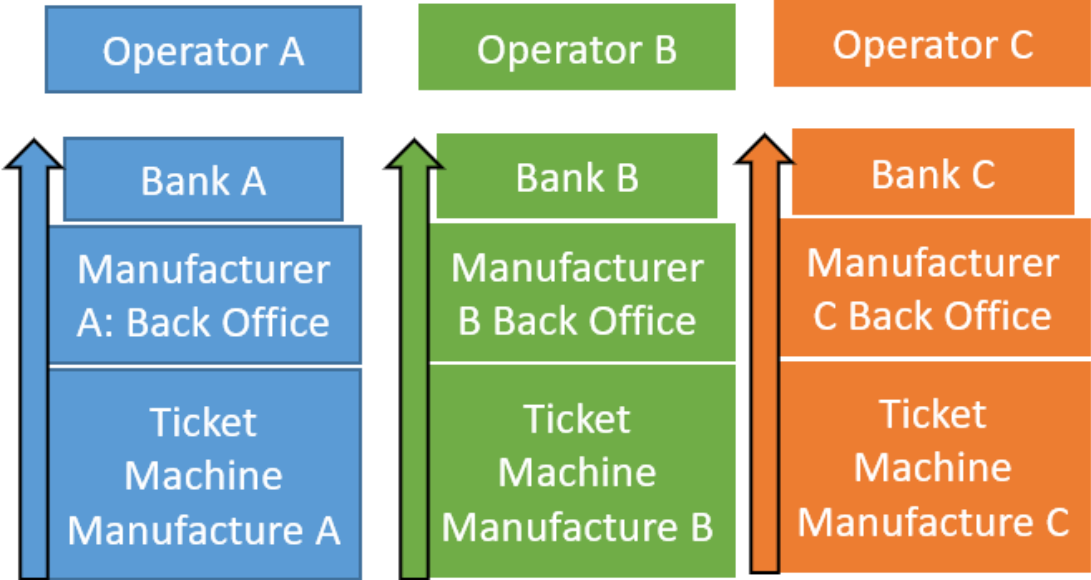 Operator A
Operator B
Operator C
Bank A
Bank B
Bank C
Manufacturer
A: Back Office
Manufacturer
B Back Office
Manufacturer
C Back Office
Ticket
Machine
Manufacture A
Ticket
Machine
Manufacture B
Ticket
Machine
Manufacture C